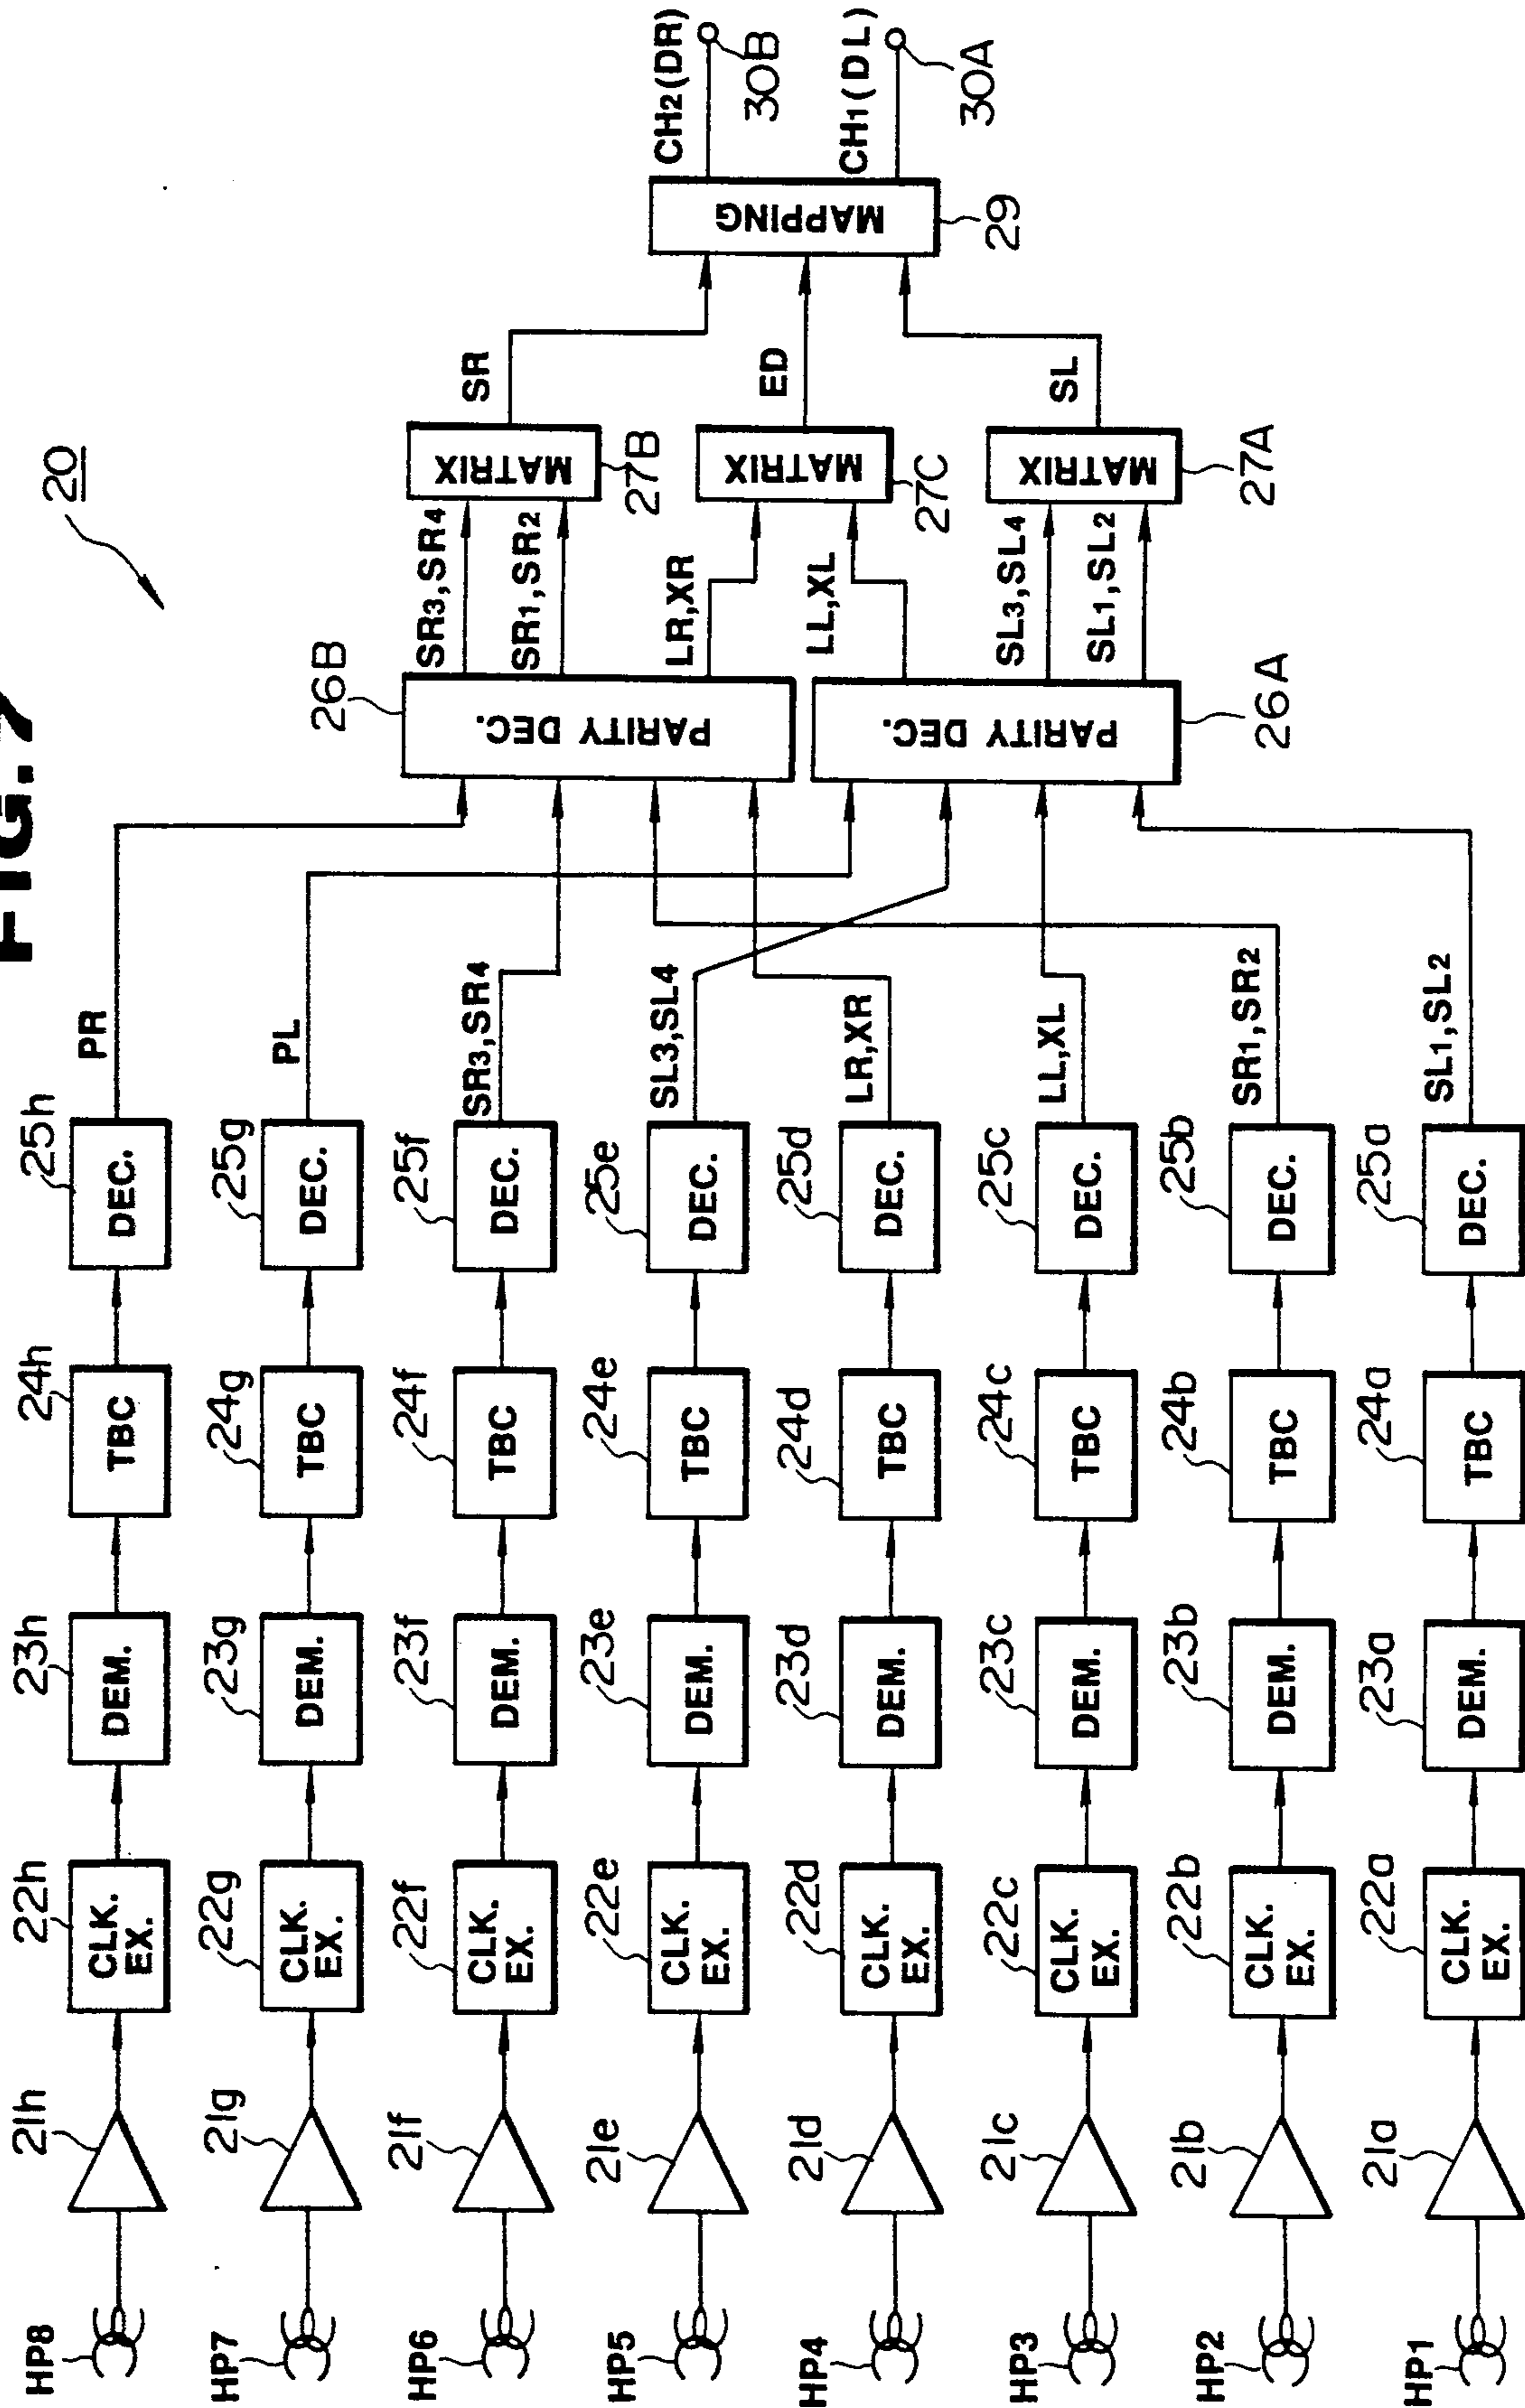 FIG.7
20
HP8
21h
22h
CLK.
EX.
23h
DEM.
24h
TBC
25h
DEC.
PR
HP7
21g
22g
CLK.
EX.
23g
DEM.
24g
TBC
25g
DEC.
PL
HP6
21f
22f
CLK.
EX.
23f
DEM.
24f
TBC
25f
DEC.
SR3,SR4
HP5
21e
22e
CLK.
EX.
23e
DEM.
24e
TBC
25e
DEC.
SL3,SL4
HP4
21d
22d
CLK.
EX.
23d
DEM.
24d
TBC
25d
DEC.
LR,XR
HP3
21c
22c
CLK.
EX.
23c
DEM.
24c
TBC
25c
DEC.
LL,XL
HP2
21b
22b
CLK.
EX.
23b
DEM.
24b
TBC
25b
DEC.
SR1,SR2
HP1
21a
22a
CLK.
EX.
23a
DEM.
24a
TBC
25a
DEC.
SL1,SL2
26B
PARITY DEC.
SR3,SR4
SR1,SR2
LR,XR
PARITY DEC.
26A
LL,XL
SL3,SL4
SL1,SL2
MATRIX
27B
SR
MATRIX
27C
ED
MATRIX
27A
SL
MAPPING
29
CH2(DR)
30B
CH1(DL)
30A